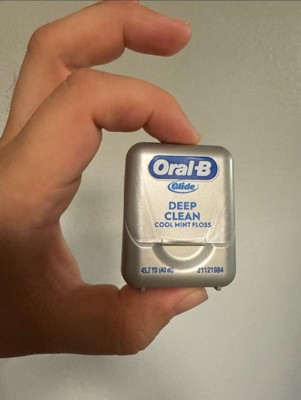 Oral-B
Glide
DEEP
CLEAN
COOL MINT FLOSS
43.7 YD (40 m)